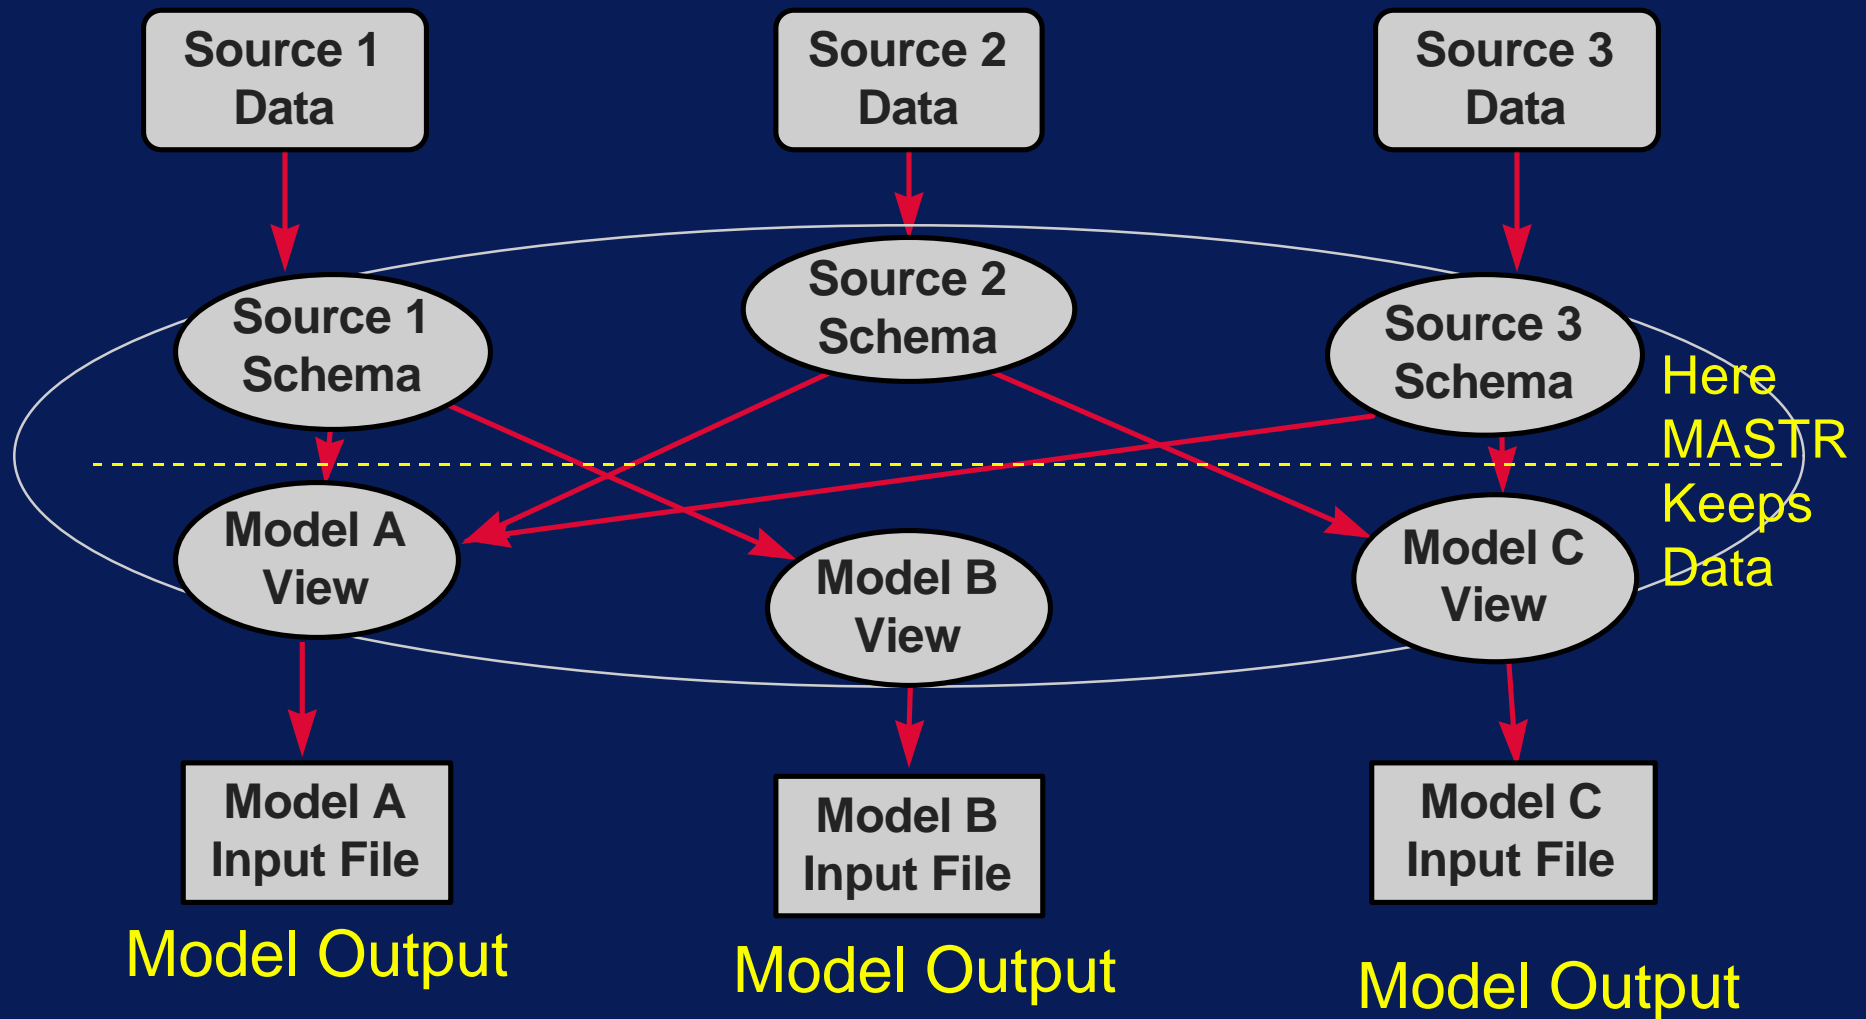 Source 1
Data
Source 2
Data
Source 3
Data
Source 1
Schema
Source 2
Schema
Source 3
Schema
Here
MASTR
Keeps
Data
Model A
View
Model B
View
Model C
View
Model A
Input File
Model B
Input File
Model C
Input File
Model Output
Model Output
Model Output